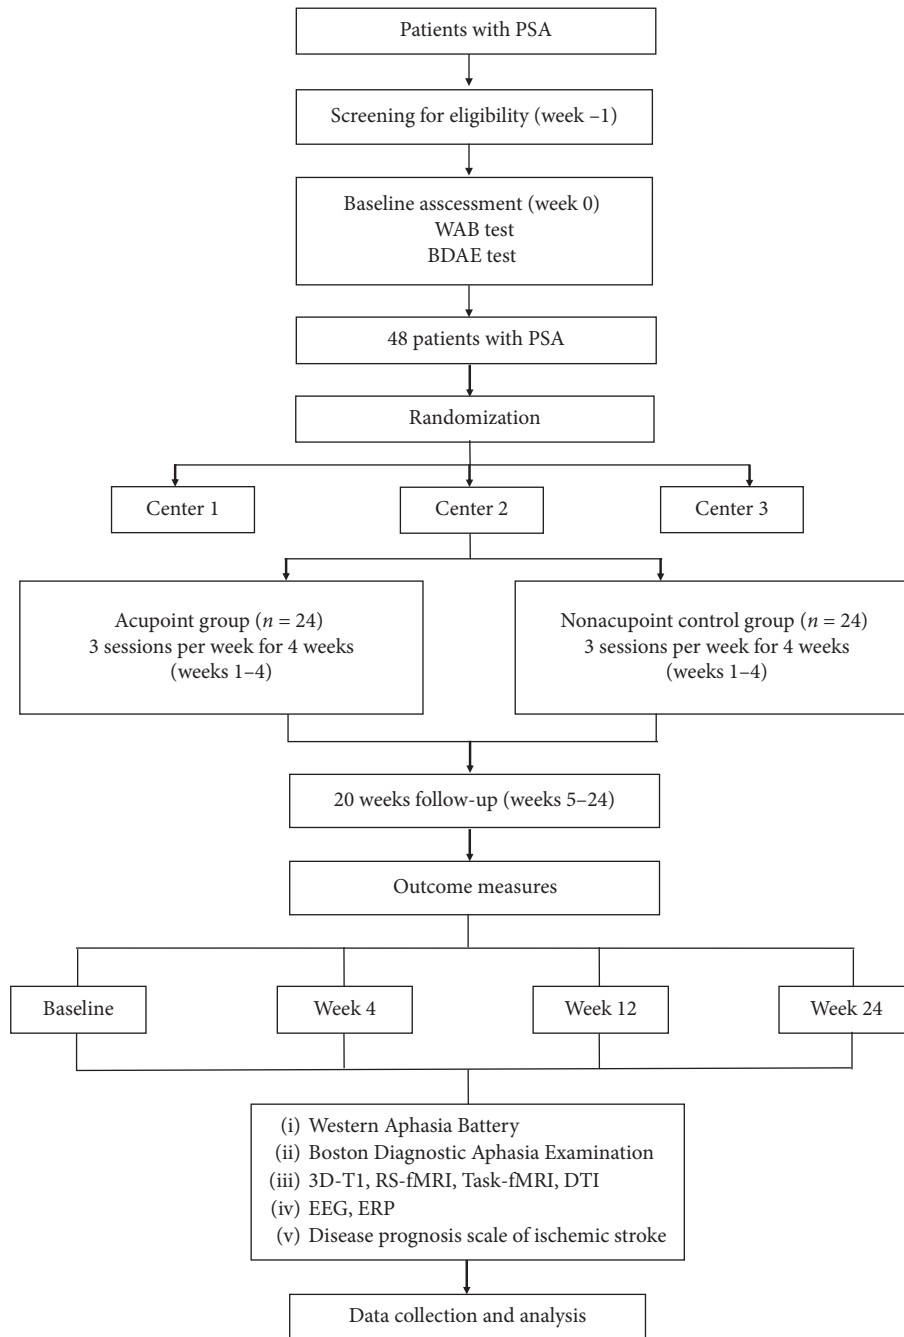 Patients with PSA
Screening for eligibility (week –1)
Baseline asscessment (week 0)
WAB test
BDAE test
48 patients with PSA
Randomization
Center 1
Center 2
Center 3
Acupoint group (n = 24)
3 sessions per week for 4 weeks
(weeks 1–4)
Nonacupoint control group (n = 24)
3 sessions per week for 4 weeks
(weeks 1–4)
20 weeks follow-up (weeks 5–24)
Outcome measures
Baseline
Week 4
Week 12
Week 24
(i) Western Aphasia Battery
(ii) Boston Diagnostic Aphasia Examination
(iii) 3D-T1, RS-fMRI, Task-fMRI, DTI
(iv) EEG, ERP
(v) Disease prognosis scale of ischemic stroke
Data collection and analysis